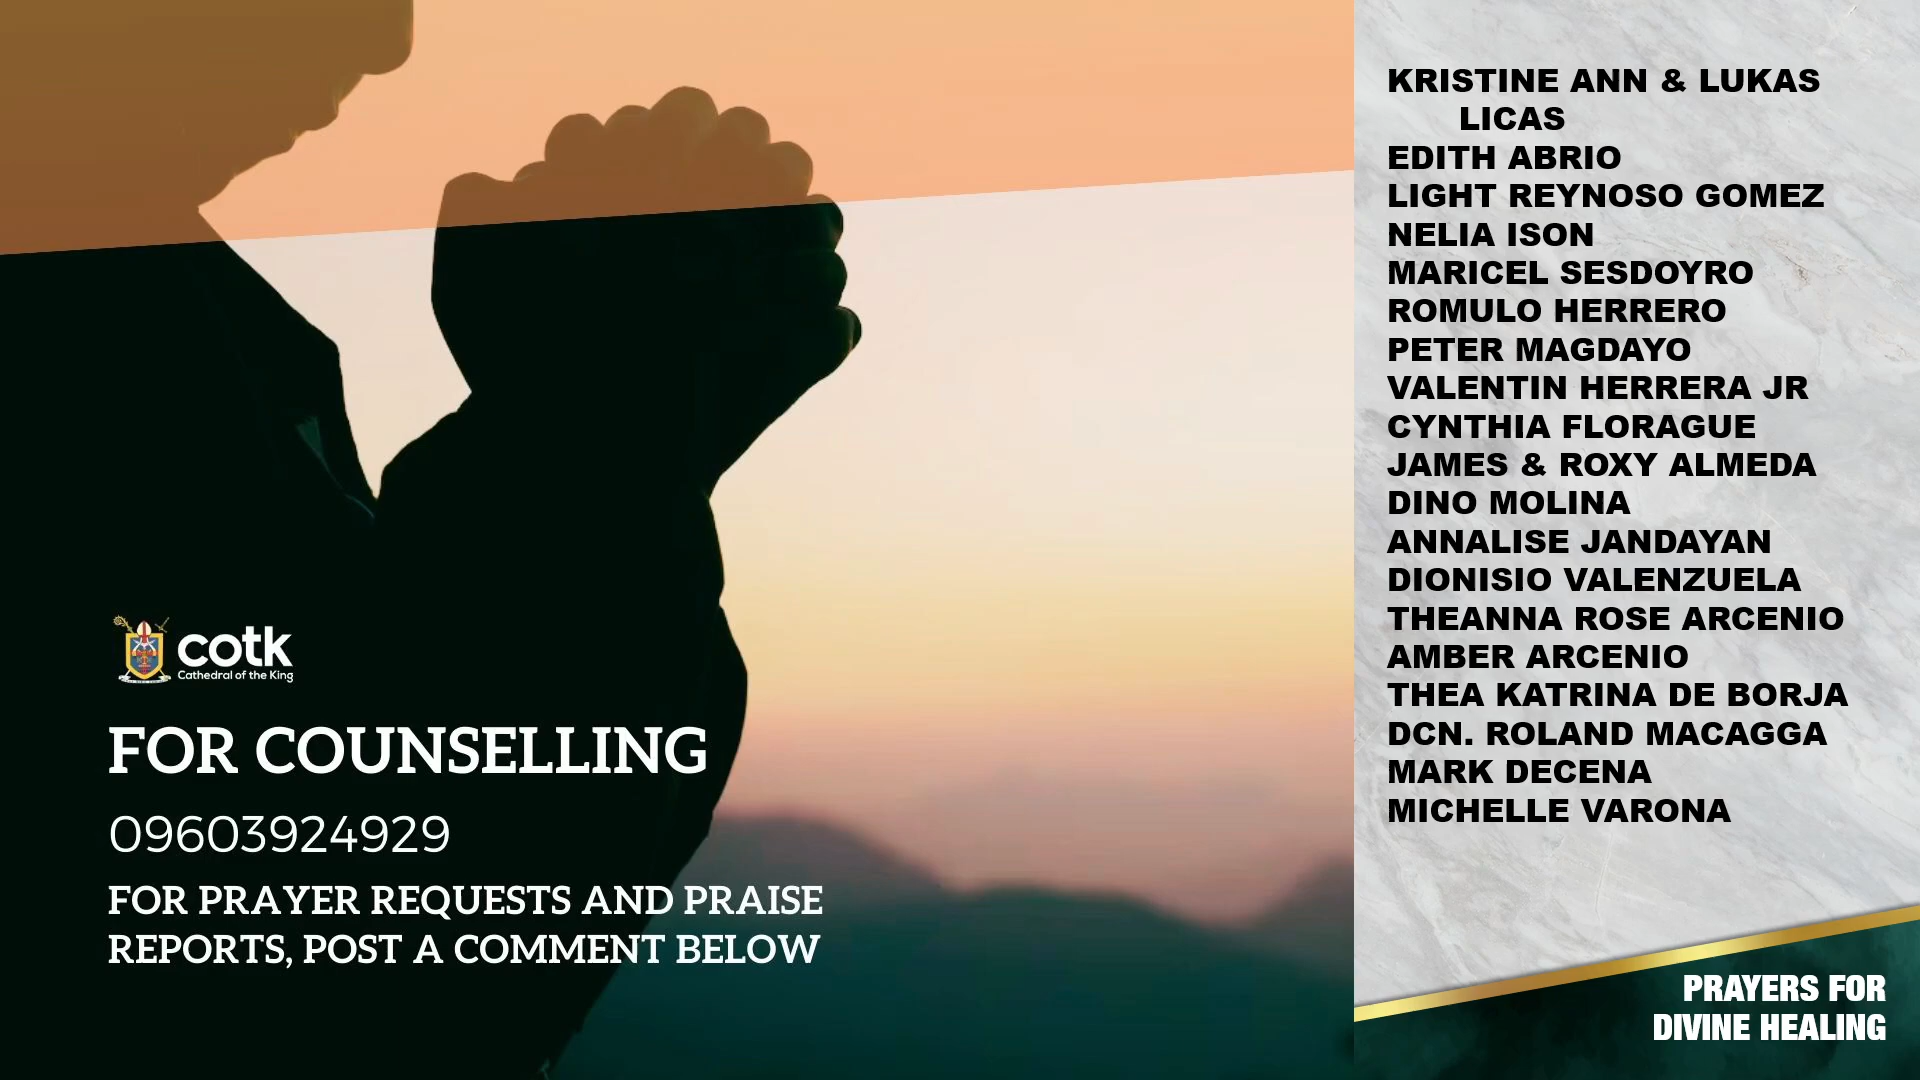 cotk
Cathedral of the King
FOR COUNSELLING
09603924929
FOR PRAYER REQUESTS AND PRAISE
REPORTS, POST A COMMENT BELOW
KRISTINE ANN & LUKAS
LICAS
EDITH ABRIO
LIGHT REYNOSO GOMEZ
NELIA ISON
MARICEL SESDOYRO
ROMULO HERRERO
PETER MAGDAYO
VALENTIN HERRERA JR
CYNTHIA FLORAGUE
JAMES & ROXY ALMEDA
DINO MOLINA
ANNALISE JANDAYAN
DIONISIO VALENZUELA
THEANNA ROSE ARCENIO
AMBER ARCENIO
THEA KATRINA DE BORJA
DCN. ROLAND MACAGGA
MARK DECENA
MICHELLE VARONA
PRAYERS FOR
DIVINE HEALING